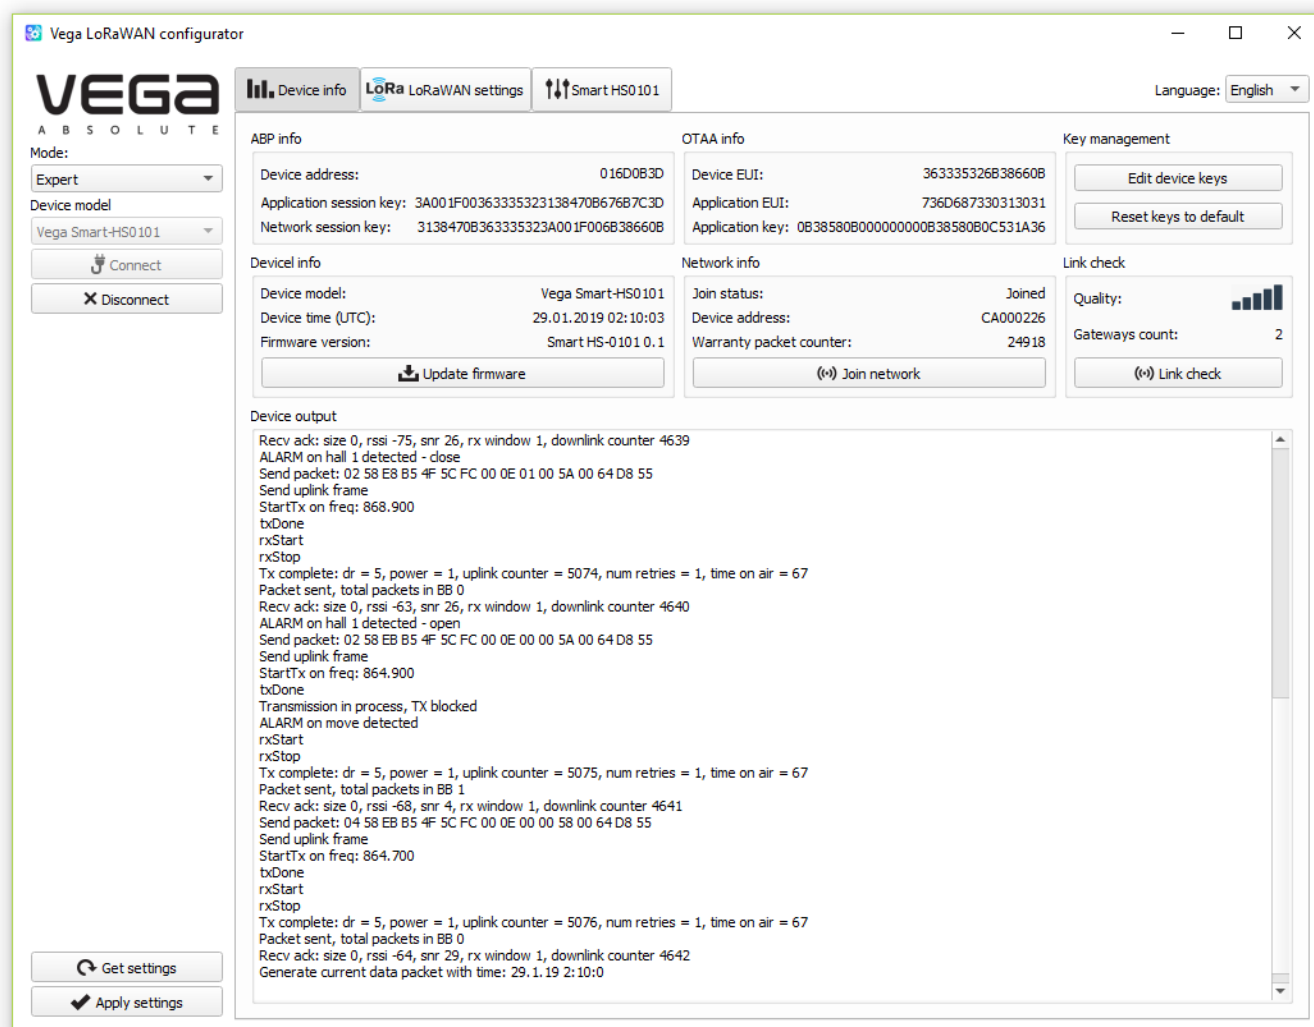 Vega LoRaWAN configurator
VEGA
ABSOLUTE
Device info
LoRa LoRaWAN settings
Smart HS0101
Language: English
Mode:
Expert
Device model
Vega Smart-HS0101
Connect
Disconnect
ABP info
Device address: 016D0B3D
Application session key: 3A001F00363335323138470B676B7C3D
Network session key: 3138470B363335323A001F006B38660B
OTAA info
Device EUI: 363335326B38660B
Application EUI: 736D687330313031
Application key: 0B38580B000000000B38580B0C531A36
Key management
Edit device keys
Reset keys to default
Devicel info
Device model: Vega Smart-HS0101
Device time (UTC): 29.01.2019 02:10:03
Firmware version: Smart HS-0101 0.1
Update firmware
Network info
Join status: Joined
Device address: CA000226
Warranty packet counter: 24918
Join network
Link check
Quality:
Gateways count: 2
Link check
Device output
Recv ack: size 0, rssi -75, snr 26, rx window 1, downlink counter 4639
ALARM on hall 1 detected - close
Send packet: 02 58 E8 B5 4F 5C FC 00 0E 01 00 5A 00 64 D8 55
Send uplink frame
StartTx on freq: 868.900
txDone
rxStart
rxStop
Tx complete: dr = 5, power = 1, uplink counter = 5074, num retries = 1, time on air = 67
Packet sent, total packets in BB 0
Recv ack: size 0, rssi -63, snr 26, rx window 1, downlink counter 4640
ALARM on hall 1 detected - open
Send packet: 02 58 EB B5 4F 5C FC 00 0E 00 00 5A 00 64 D8 55
Send uplink frame
StartTx on freq: 864.900
txDone
Transmission in process, TX blocked
ALARM on move detected
rxStart
rxStop
Tx complete: dr = 5, power = 1, uplink counter = 5075, num retries = 1, time on air = 67
Packet sent, total packets in BB 1
Recv ack: size 0, rssi -68, snr 4, rx window 1, downlink counter 4641
Send packet: 04 58 EB B5 4F 5C FC 00 0E 00 00 58 00 64 D8 55
Send uplink frame
StartTx on freq: 864.700
txDone
rxStart
rxStop
Tx complete: dr = 5, power = 1, uplink counter = 5076, num retries = 1, time on air = 67
Packet sent, total packets in BB 0
Recv ack: size 0, rssi -64, snr 29, rx window 1, downlink counter 4642
Generate current data packet with time: 29.1.19 2:10:0
Get settings
Apply settings